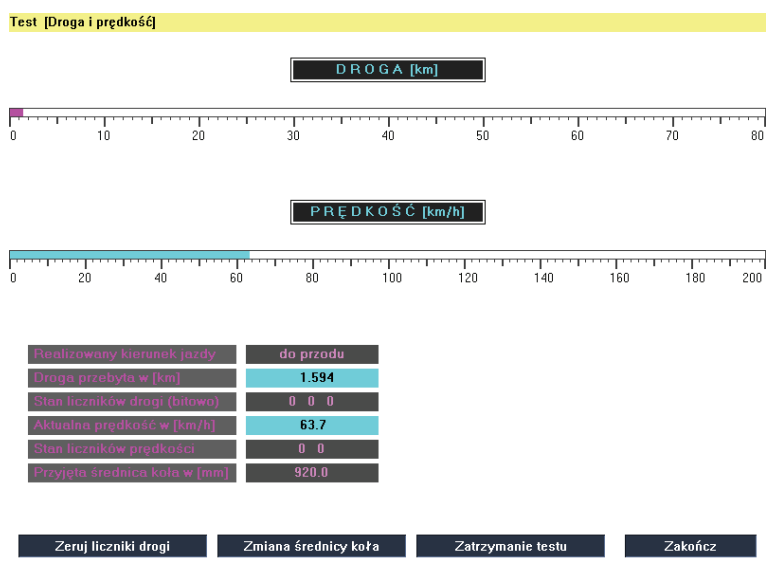 Test [Droga i prędkość]
D R O G A [km]
0 10 20 30 40 50 60 70 80
P R Ę D K O Ś Ć [km/h]
0 20 40 60 80 100 120 140 160 180 200
Realizowany kierunek jazdy do przodu
Droga przebyta w [km] 1.594
Stan liczników drogi (bitowo) 0 0 0
Aktualna prędkość w [km/h] 63.7
Stan liczników prędkości 0 0
Przyjęta średnica koła w [mm] 920.0
Zeruj liczniki drogi Zmiana średnicy koła Zatrzymanie testu Zakończ